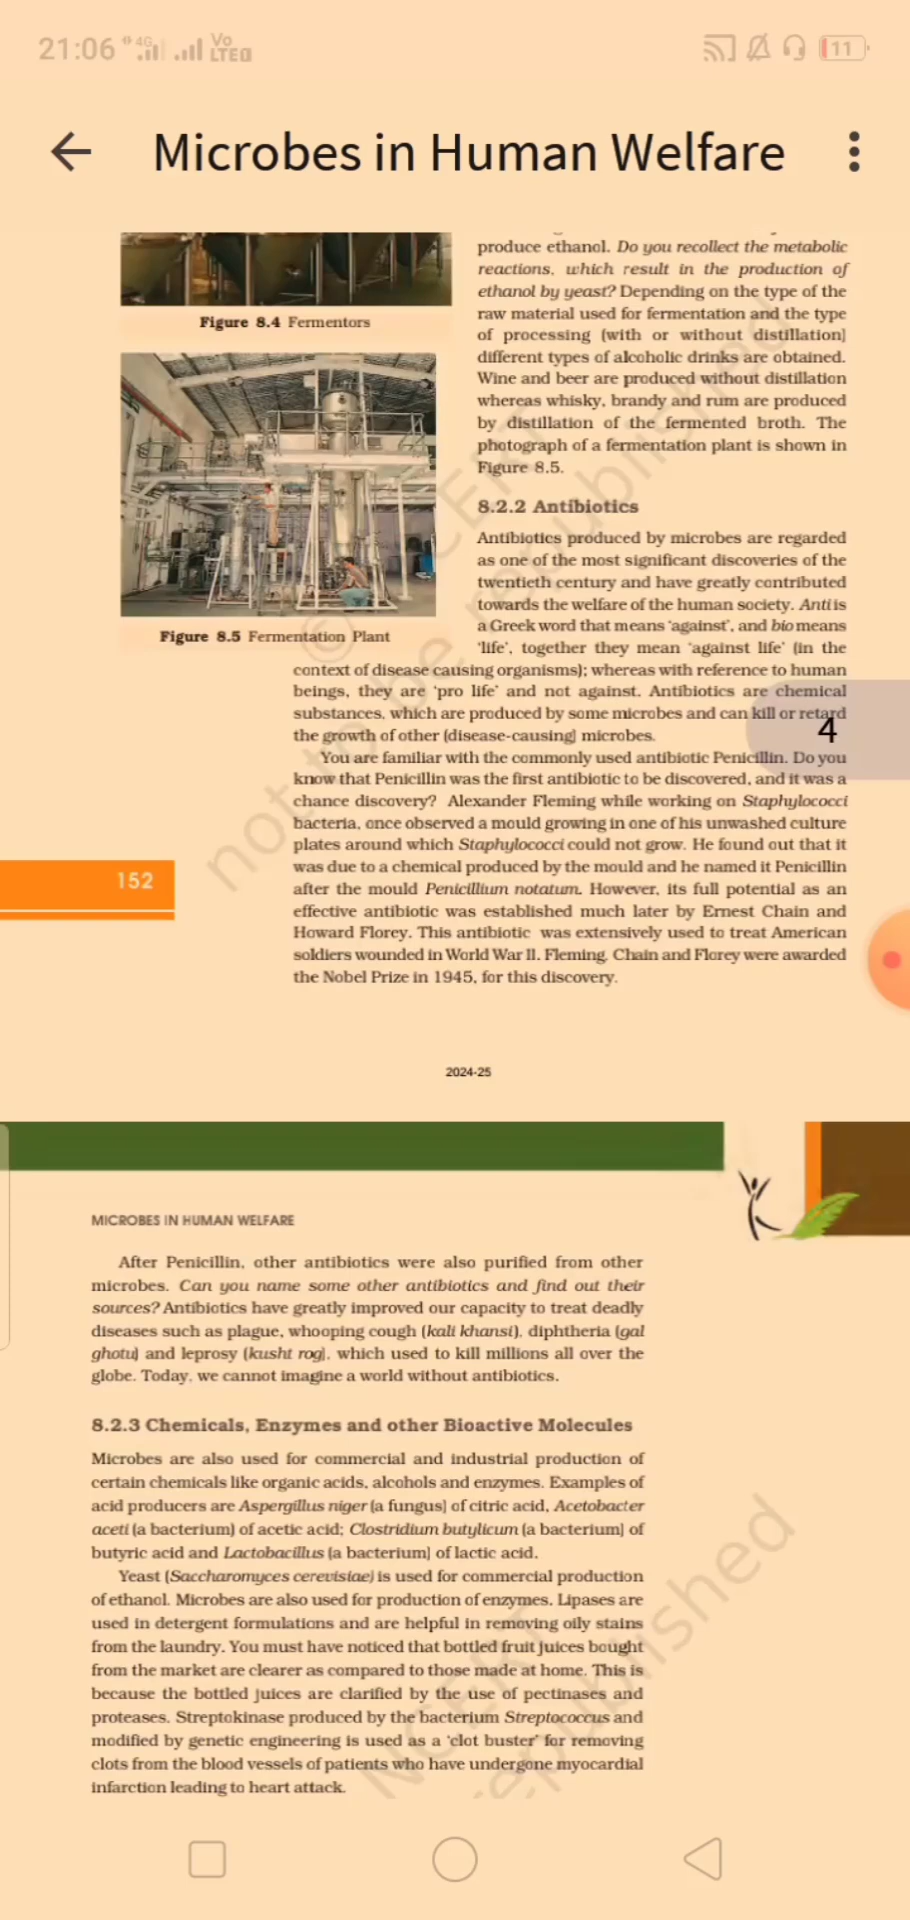 21:06 4G Vo LTE 11
Microbes in Human Welfare
produce ethanol. Do you recollect the metabolic
reactions, which result in the production of
ethanol by yeast? Depending on the type of the
raw material used for fermentation and the type
of processing (with or without distillation)
different types of alcoholic drinks are obtained.
Wine and beer are produced without distillation
whereas whisky, brandy and rum are produced
by distillation of the fermented broth. The
photograph of a fermentation plant is shown in
Figure 8.5.
Figure 8.4 Fermentors
Figure 8.5 Fermentation Plant
8.2.2 Antibiotics
Antibiotics produced by microbes are regarded
as one of the most significant discoveries of the
twentieth century and have greatly contributed
towards the welfare of the human society. Anti is
a Greek word that means ‘against’, and bio means
‘life’, together they mean ‘against life’ (in the
context of disease causing organisms); whereas with reference to human
beings, they are ‘pro life’ and not against. Antibiotics are chemical
substances, which are produced by some microbes and can kill or retard
the growth of other (disease-causing) microbes.
4
You are familiar with the commonly used antibiotic Penicillin. Do you
know that Penicillin was the first antibiotic to be discovered, and it was a
chance discovery? Alexander Fleming while working on Staphylococci
bacteria, once observed a mould growing in one of his unwashed culture
plates around which Staphylococci could not grow. He found out that it
was due to a chemical produced by the mould and he named it Penicillin
after the mould Penicillium notatum. However, its full potential as an
effective antibiotic was established much later by Ernest Chain and
Howard Florey. This antibiotic was extensively used to treat American
soldiers wounded in World War II. Fleming, Chain and Florey were awarded
the Nobel Prize in 1945, for this discovery.
152
© NCERT
not to be republished
2024-25
MICROBES IN HUMAN WELFARE
After Penicillin, other antibiotics were also purified from other
microbes. Can you name some other antibiotics and find out their
sources? Antibiotics have greatly improved our capacity to treat deadly
diseases such as plague, whooping cough (kali khansi), diphtheria (gal
ghotu) and leprosy (kusht rog), which used to kill millions all over the
globe. Today, we cannot imagine a world without antibiotics.
8.2.3 Chemicals, Enzymes and other Bioactive Molecules
Microbes are also used for commercial and industrial production of
certain chemicals like organic acids, alcohols and enzymes. Examples of
acid producers are Aspergillus niger (a fungus) of citric acid, Acetobacter
aceti (a bacterium) of acetic acid; Clostridium butylicum (a bacterium) of
butyric acid and Lactobacillus (a bacterium) of lactic acid.
Yeast (Saccharomyces cerevisiae) is used for commercial production
of ethanol. Microbes are also used for production of enzymes. Lipases are
used in detergent formulations and are helpful in removing oily stains
from the laundry. You must have noticed that bottled fruit juices bought
from the market are clearer as compared to those made at home. This is
because the bottled juices are clarified by the use of pectinases and
proteases. Streptokinase produced by the bacterium Streptococcus and
modified by genetic engineering is used as a ‘clot buster’ for removing
clots from the blood vessels of patients who have undergone myocardial
infarction leading to heart attack.
NCERT
republished